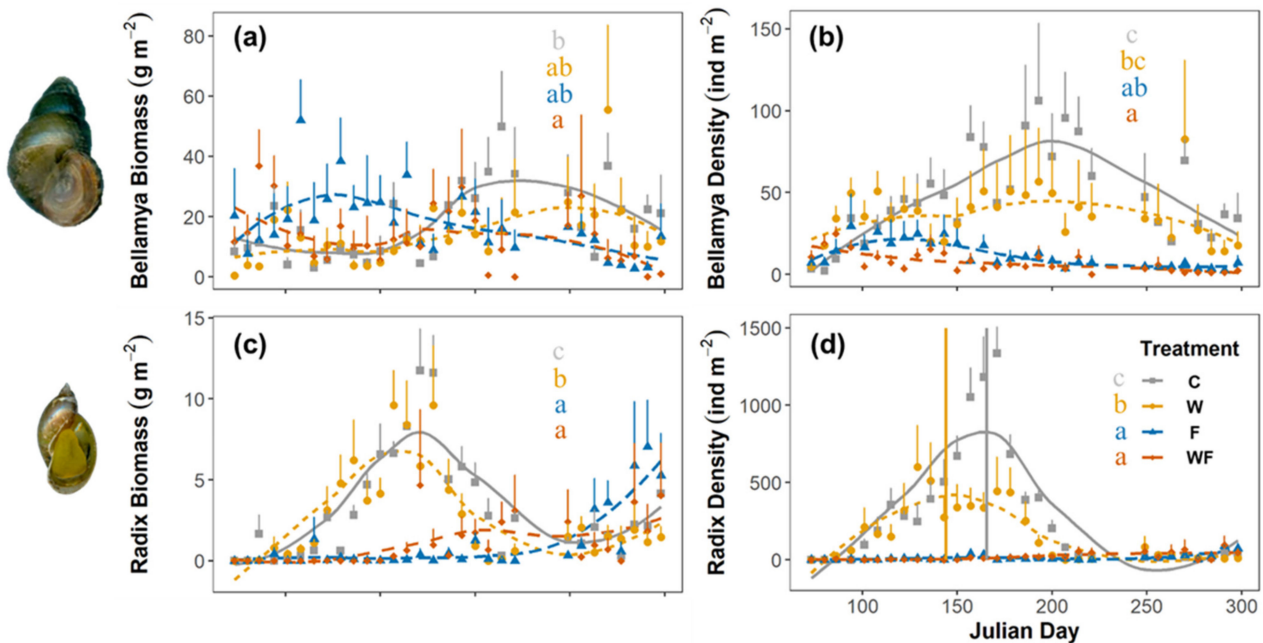 (a)
Bellamya Biomass (g m⁻²)
80
60
40
20
0
b
ab
ab
a
(b)
Bellamya Density (ind m⁻²)
150
100
50
0
c
bc
ab
a
(c)
Radix Biomass (g m⁻²)
15
10
5
0
c
b
a
a
(d)
Radix Density (ind m⁻²)
1500
1000
500
0
Treatment
c C
b W
a F
a WF
100 150 200 250 300
Julian Day